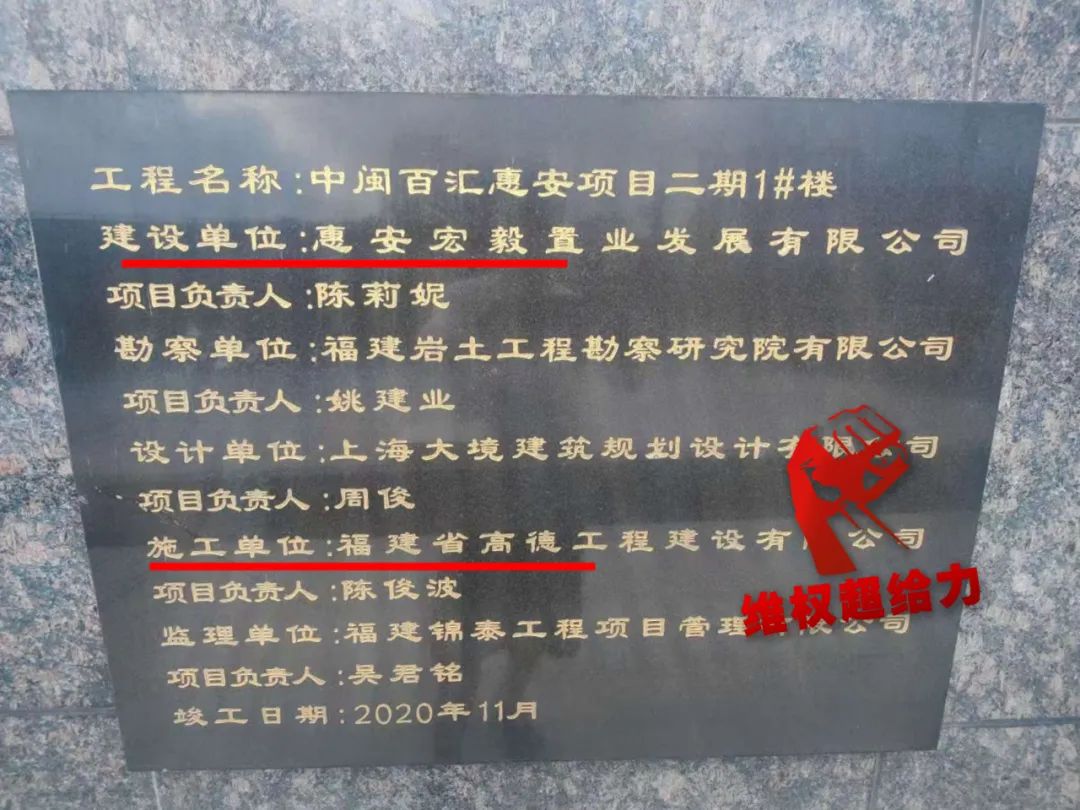 工程名称:中闽百汇惠安项目二期1#楼
建设单位:惠安宏毅置业发展有限公司
项目负责人:陈莉妮
勘察单位:福建岩土工程勘察研究院有限公司
项目负责人:姚建业
设计单位:上海大境建筑规划设计有限公司
项目负责人:周俊
施工单位:福建省高德工程建设有限公司
项目负责人:陈俊波
监理单位:福建锦泰工程项目管理有限公司
项目负责人:吴君铭
竣工日期:2020年11月
维权超给力